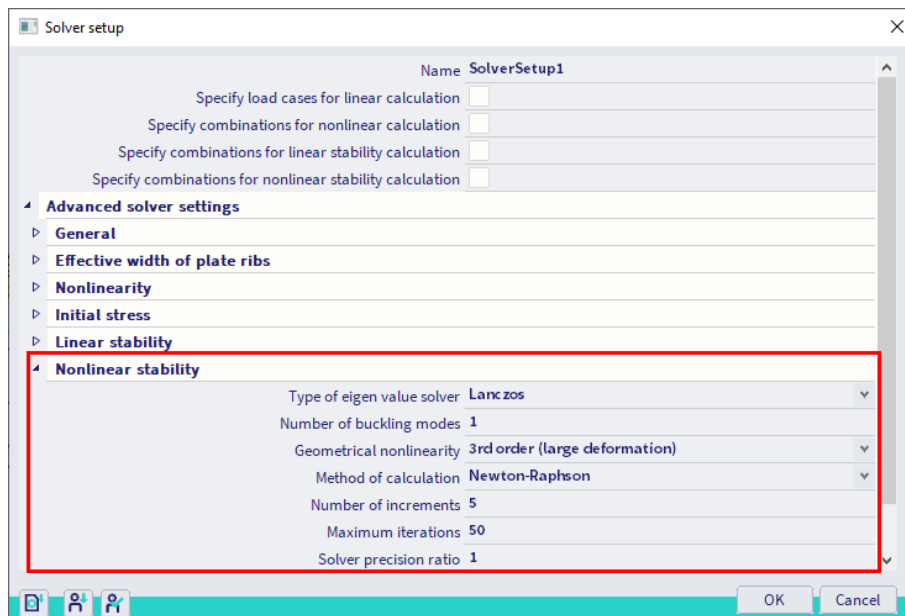 Solver setup
Name SolverSetup1
Specify load cases for linear calculation
Specify combinations for nonlinear calculation
Specify combinations for linear stability calculation
Specify combinations for nonlinear stability calculation
Advanced solver settings
General
Effective width of plate ribs
Nonlinearity
Initial stress
Linear stability
Nonlinear stability
Type of eigen value solver Lanczos
Number of buckling modes 1
Geometrical nonlinearity 3rd order (large deformation)
Method of calculation Newton-Raphson
Number of increments 5
Maximum iterations 50
Solver precision ratio 1
OK Cancel